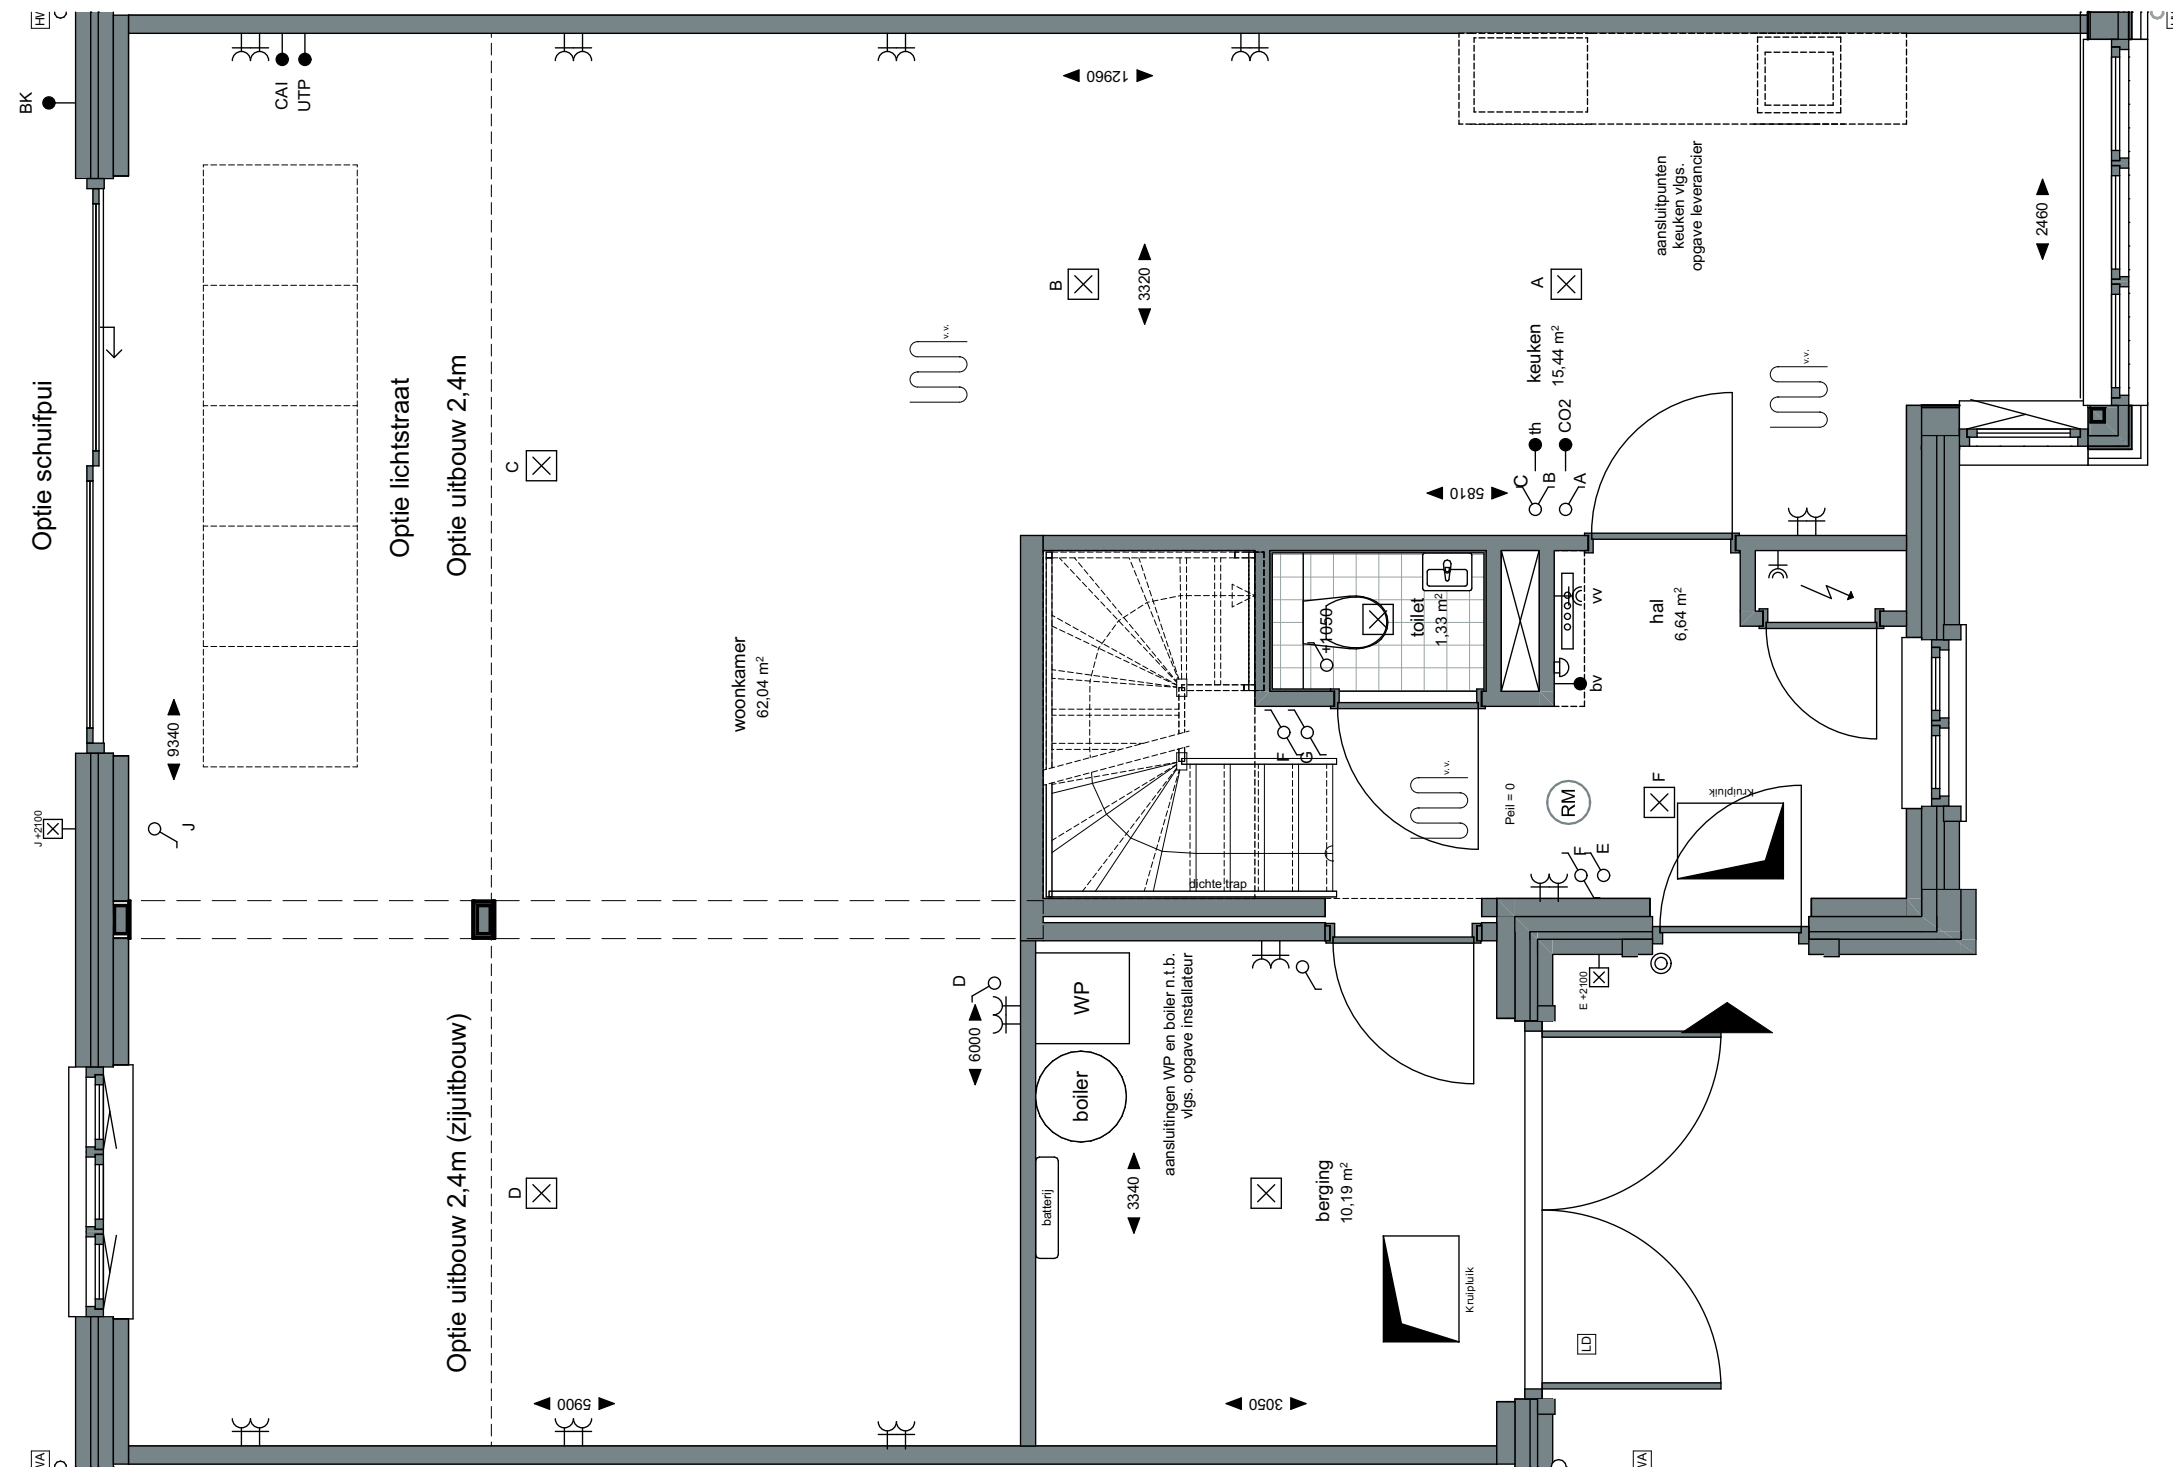 HV
BK
CAI
UTP
12960
aansluitpunten
keuken vlgs.
opgave leverancier
2460
B
3320
A
keuken
15,44 m²
v.v.
v.v.
th
CO2
C
B
A
5810
Optie schuifpui
Optie lichtstraat
Optie uitbouw 2,4m
C
woonkamer
62,04 m²
9340
J +2100
J
+1050
toilet
1,33 m²
vv
bv
hal
6,64 m²
F
G
v.v.
Peil = 0
RM
F
Kruipluik
F
E
dichte trap
D
6000
WP
boiler
batterij
aansluitingen WP en boiler n.t.b.
vlgs. opgave installateur
E +2100
Optie uitbouw 2,4m (zijuitbouw)
D
3340
berging
10,19 m²
Kruipluik
LD
5900
3050